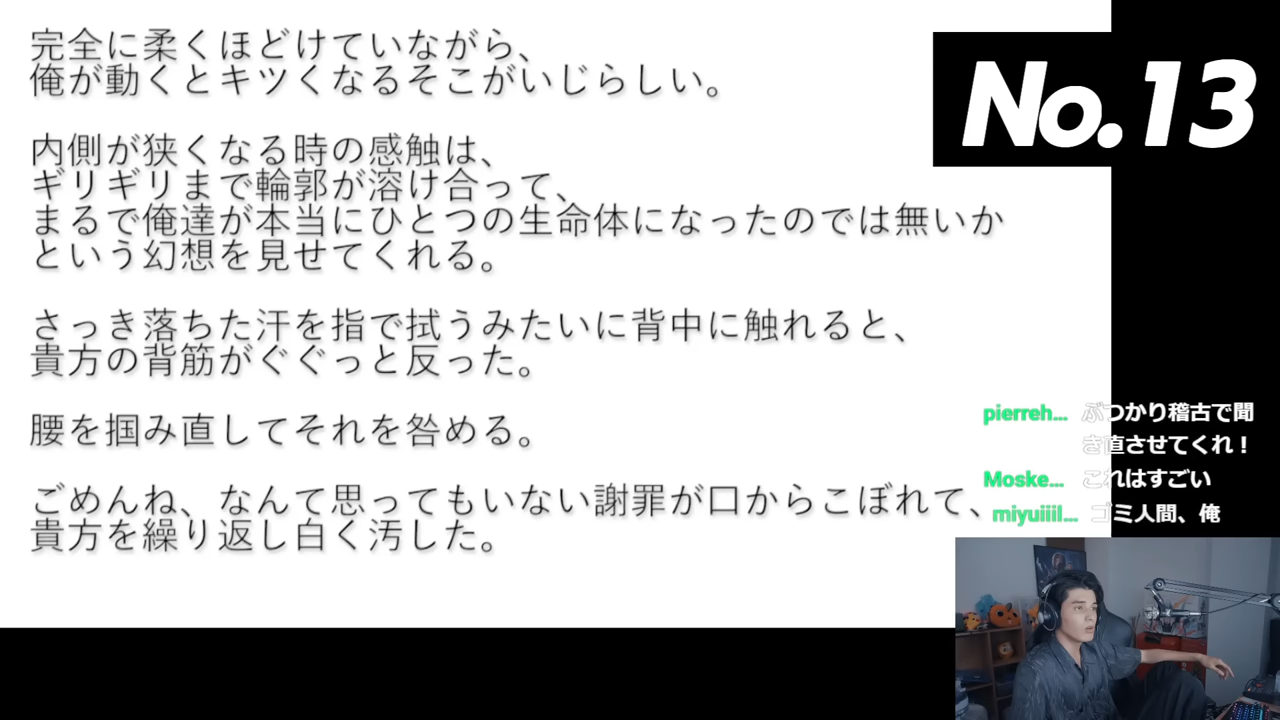 完全に柔くほどけていながら、
俺が動くとキツくなるそこがいじらしい。
内側が狭くなる時の感触は、
ギリギリまで輪郭が溶け合って、
まるで俺達が本当にひとつの生命体になったのでは無いか
という幻想を見せてくれる。
さっき落ちた汗を指で拭うみたいに背中に触れると、
貴方の背筋がぐぐっと反った。
腰を掴み直してそれを咎める。
ごめんね、なんて思ってもいない謝罪が口からこぼれて、
貴方を繰り返し白く汚した。
No.13
pierreh... ぶつかり稽古で聞
き直させてくれ！
Moske... これはすごい
miyuiiil... ゴミ人間、俺